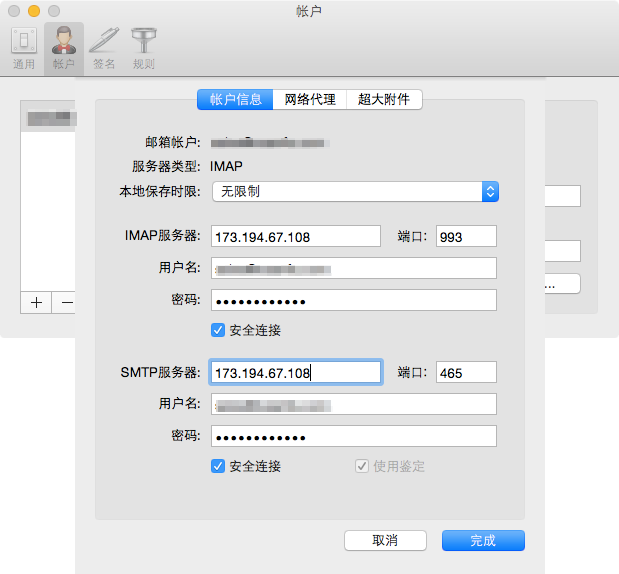 帐户
通用 帐户 签名 规则
帐户信息 网络代理 超大附件
邮箱帐户:
服务器类型: IMAP
本地保存时限: 无限制
IMAP服务器: 173.194.67.108 端口: 993
用户名:
密码: ●●●●●●●●●●●●
安全连接
SMTP服务器: 173.194.67.108 端口: 465
用户名:
密码: ●●●●●●●●●●●●
安全连接 使用鉴定
取消 完成